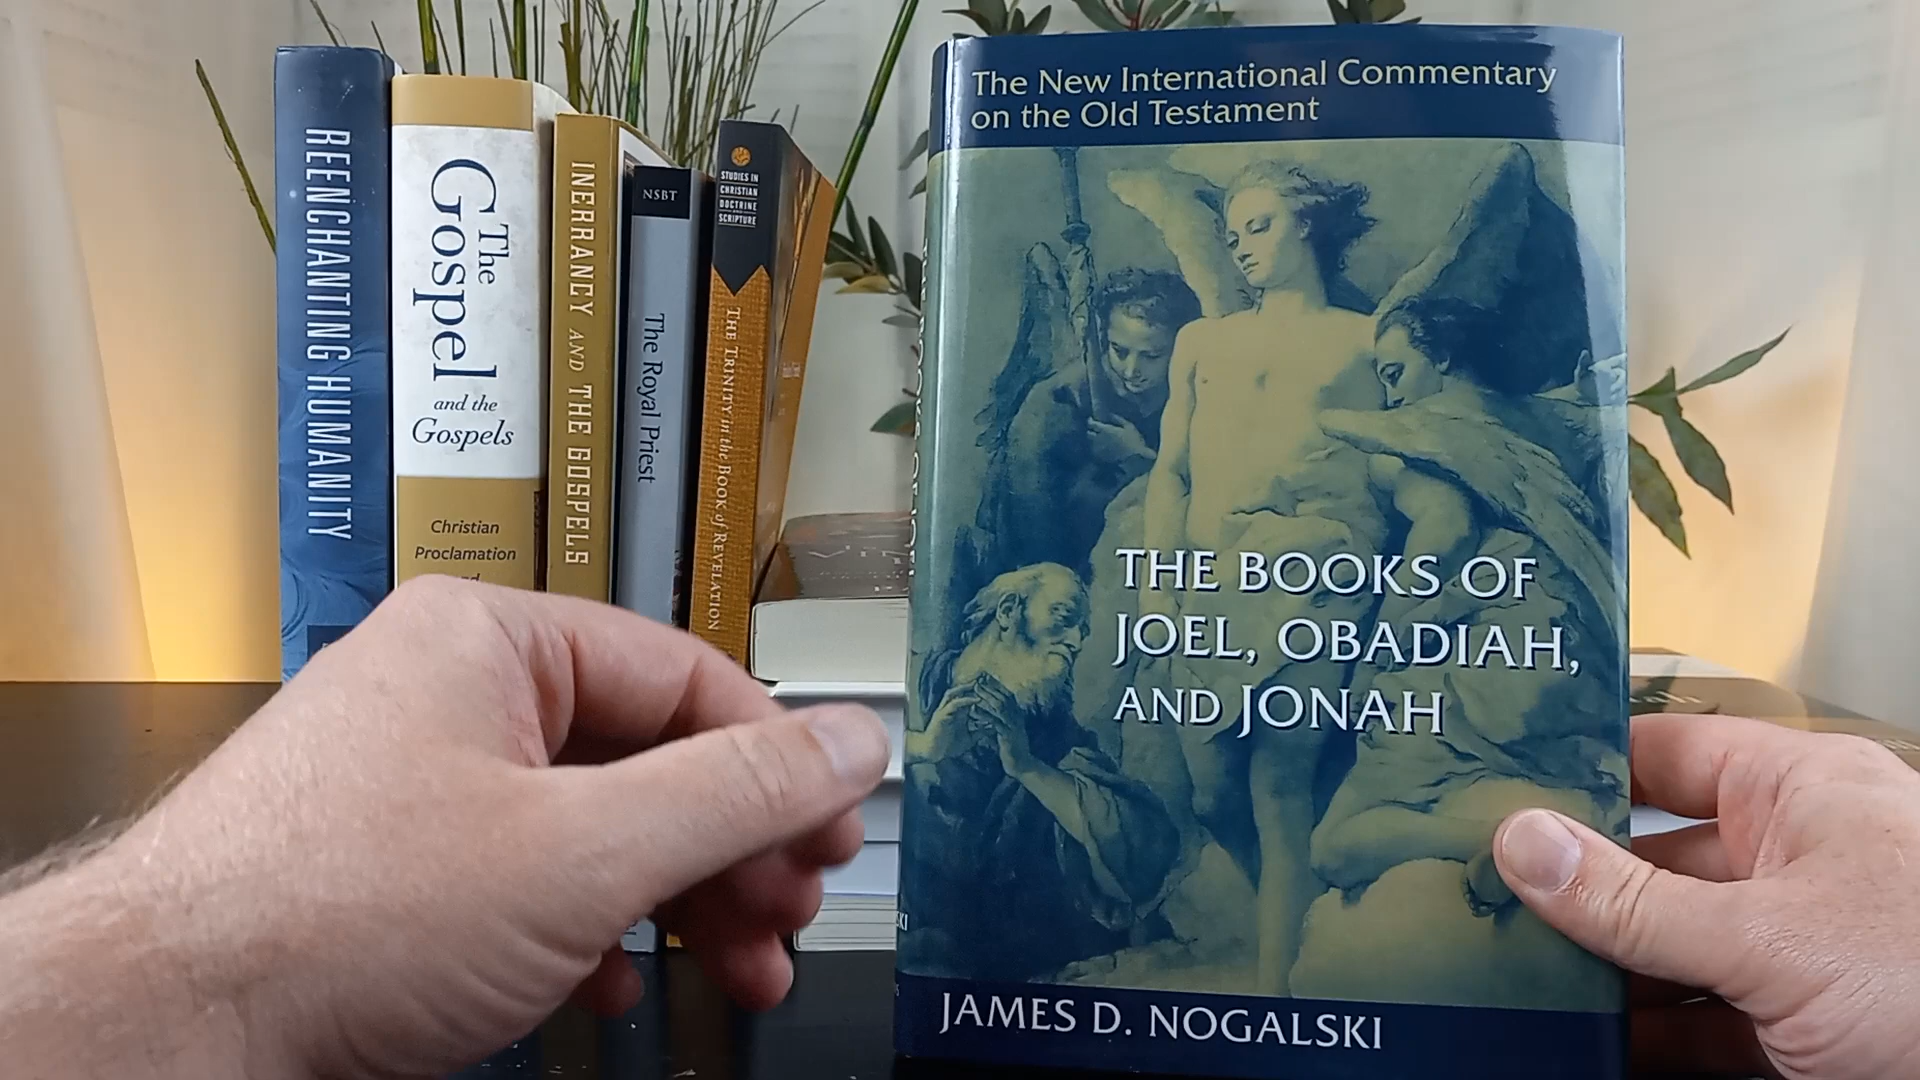 REENCHANTING HUMANITY
The
Gospel
and the
Gospels
Christian
Proclamation
INERRANCY AND THE GOSPELS
NSBT
The Royal Priest
STUDIES IN
CHRISTIAN
DOCTRINE
AND
SCRIPTURE
THE TRINITY in the BOOK of REVELATION
The New International Commentary
on the Old Testament
THE BOOKS OF
JOEL, OBADIAH,
AND JONAH
JAMES D. NOGALSKI